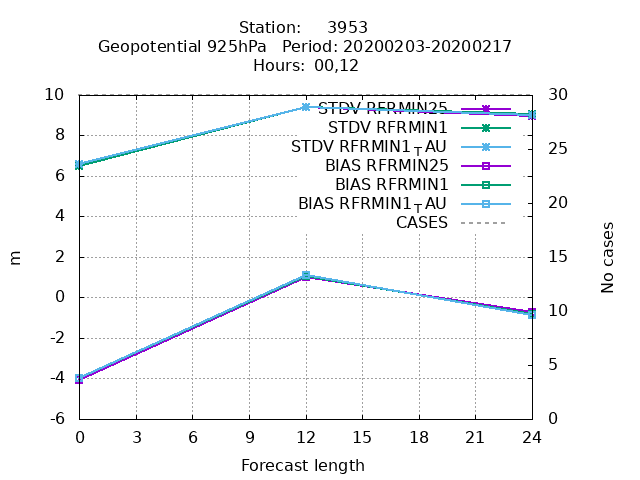 Station: 3953
Geopotential 925hPa Period: 20200203-20200217
Hours: 00,12
10
8
6
4
2
0
-2
-4
-6
m
STDV RFRMIN25
STDV RFRMIN1
STDV RFRMIN1TAU
BIAS RFRMIN25
BIAS RFRMIN1
BIAS RFRMIN1TAU
CASES
30
25
20
15
10
5
0
No cases
0 3 6 9 12 15 18 21 24
Forecast length